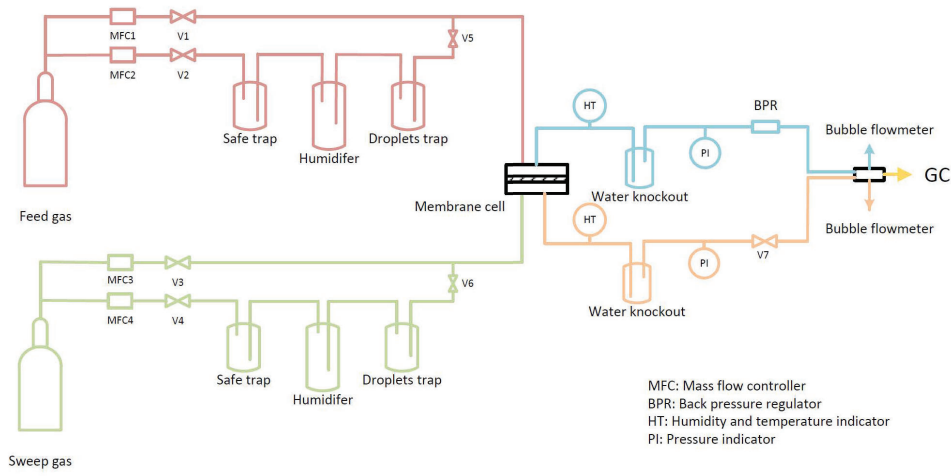 MFC1
V1
V5
MFC2
V2
Safe trap
Humidifer
Droplets trap
Feed gas
HT
BPR
PI
Bubble flowmeter
Water knockout
GC
Membrane cell
HT
Bubble flowmeter
PI
V7
Water knockout
MFC3
V3
V6
MFC4
V4
Safe trap
Humidifer
Droplets trap
Sweep gas
MFC: Mass flow controller
BPR: Back pressure regulator
HT: Humidity and temperature indicator
PI: Pressure indicator